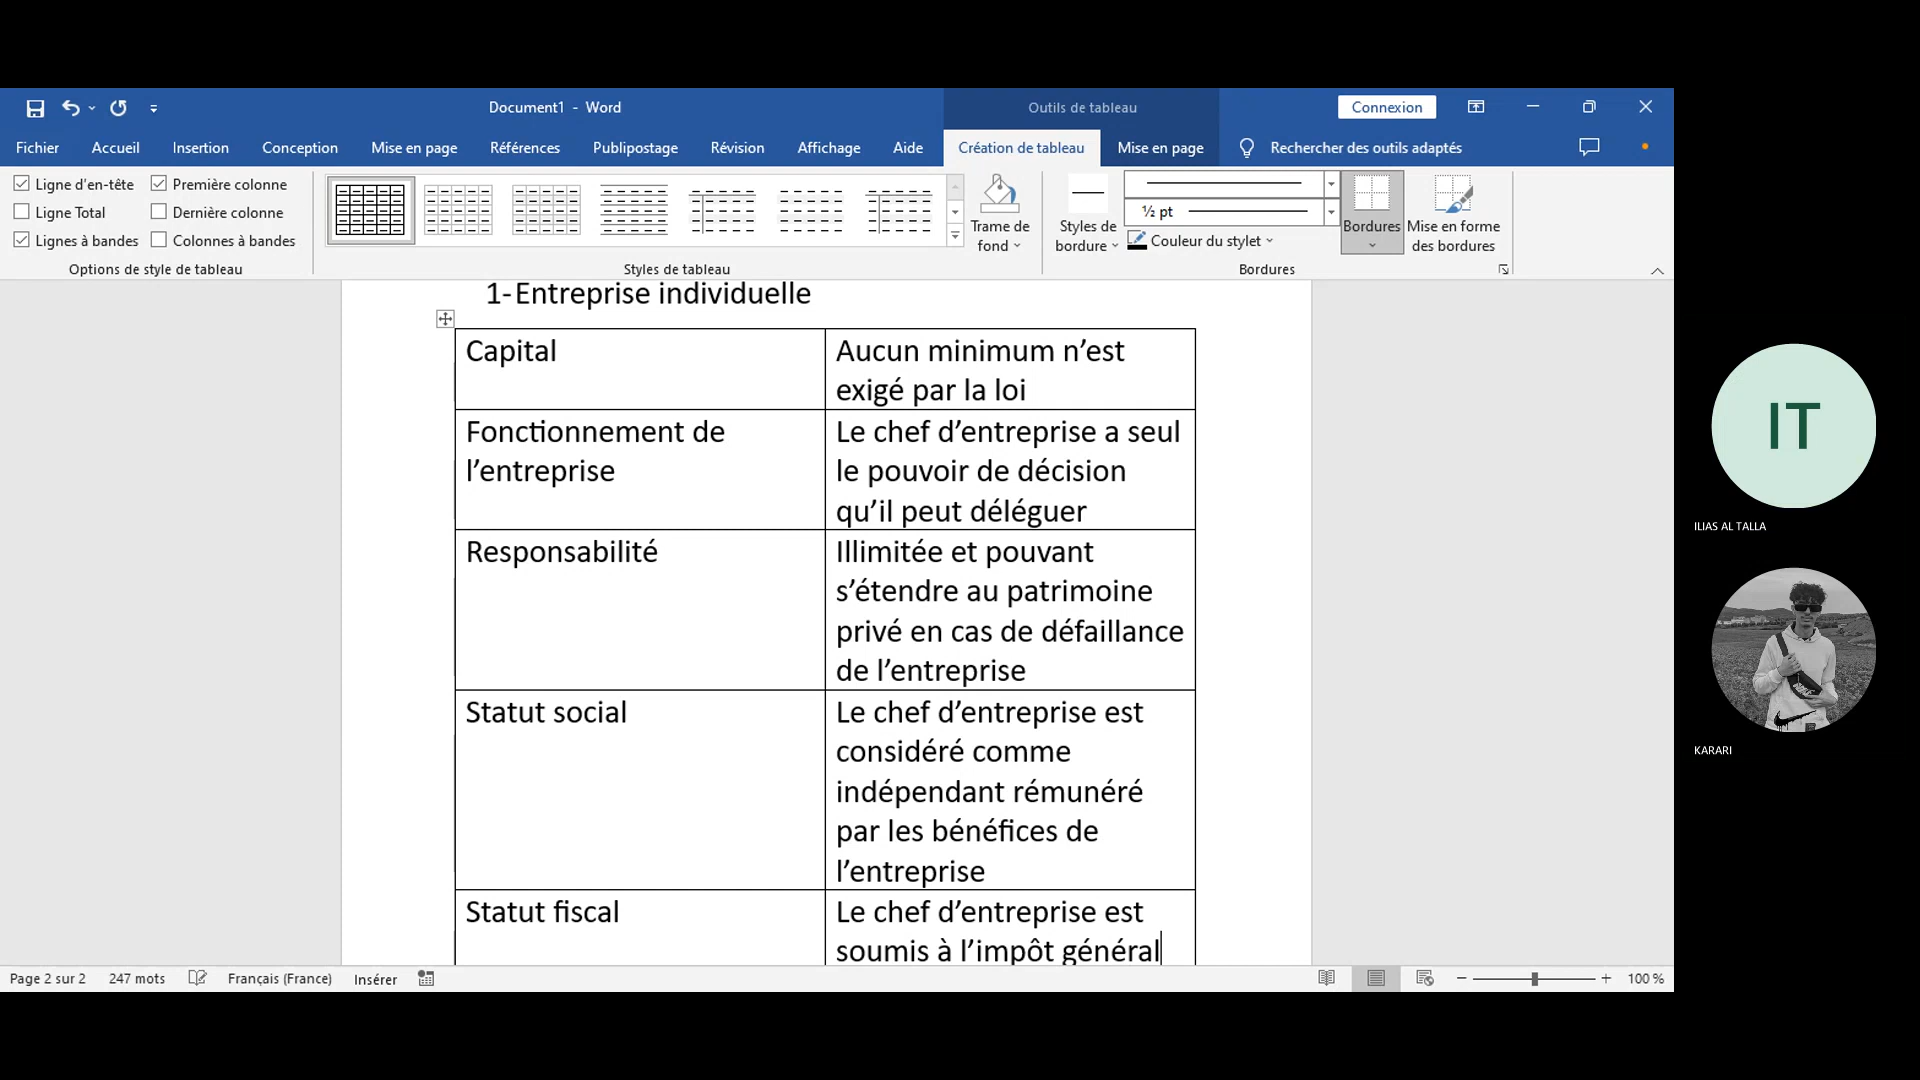 Document1 - Word
Outils de tableau
Connexion
Fichier
Accueil
Insertion
Conception
Mise en page
Références
Publipostage
Révision
Affichage
Aide
Création de tableau
Mise en page
Rechercher des outils adaptés
Ligne d'en-tête
Première colonne
Ligne Total
Dernière colonne
Lignes à bandes
Colonnes à bandes
Options de style de tableau
Styles de tableau
Trame de
fond
Styles de
bordure
½ pt
Couleur du stylet
Bordures
Mise en forme
des bordures
Bordures
1-Entreprise individuelle
Capital
Aucun minimum n’est
exigé par la loi
Fonctionnement de
l’entreprise
Le chef d’entreprise a seul
le pouvoir de décision
qu’il peut déléguer
Responsabilité
Illimitée et pouvant
s’étendre au patrimoine
privé en cas de défaillance
de l’entreprise
Statut social
Le chef d’entreprise est
considéré comme
indépendant rémunéré
par les bénéfices de
l’entreprise
Statut fiscal
Le chef d’entreprise est
soumis à l’impôt général
IT
ILIAS AL TALLA
KARARI
Page 2 sur 2
247 mots
Français (France)
Insérer
100 %